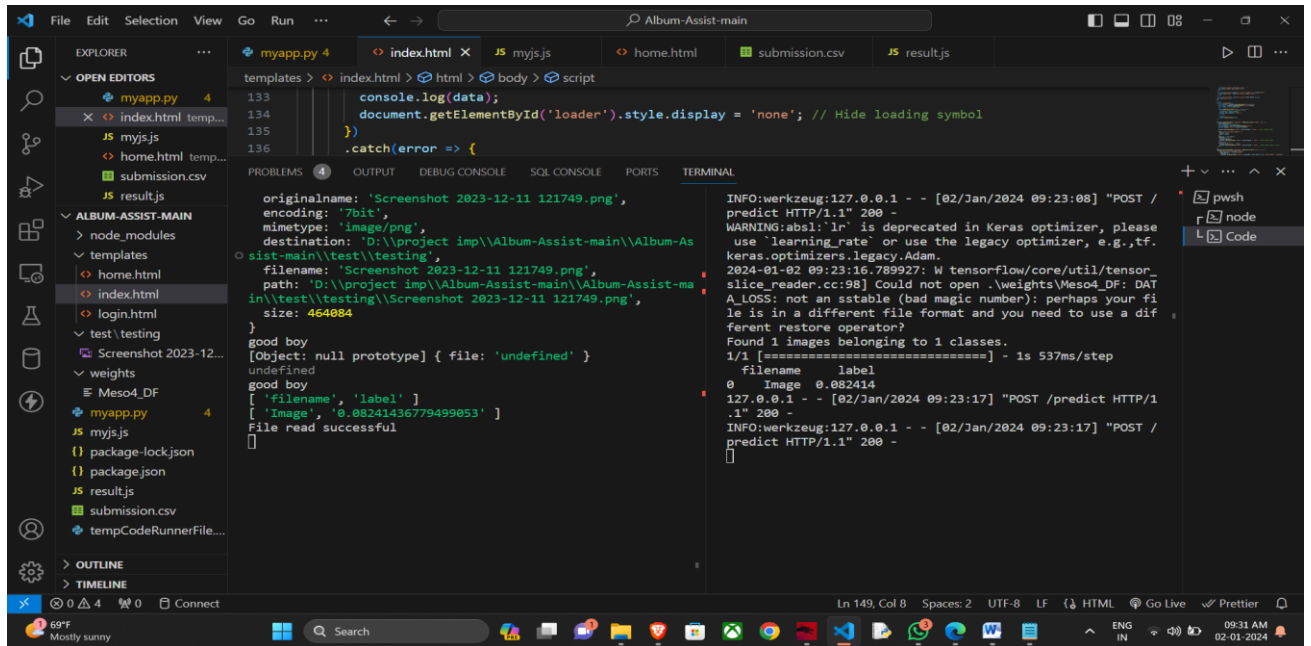 File Edit Selection View Go Run ··· ← → Album-Assist-main
EXPLORER ···
OPEN EDITORS
myapp.py 4
index.html temp...
myjs.js
home.html temp...
submission.csv
result.js
ALBUM-ASSIST-MAIN
node_modules
templates
home.html
index.html
login.html
test\testing
Screenshot 2023-12...
weights
Meso4_DF
myapp.py 4
myjs.js
package-lock.json
package.json
result.js
submission.csv
tempCodeRunnerFile....
OUTLINE
TIMELINE
myapp.py 4 index.html JS myjs.js home.html submission.csv JS result.js
templates > index.html > html > body > script
133 console.log(data);
134 document.getElementById('loader').style.display = 'none'; // Hide loading symbol
135 })
136 .catch(error => {
PROBLEMS 4 OUTPUT DEBUG CONSOLE SQL CONSOLE PORTS TERMINAL
originalname: 'Screenshot 2023-12-11 121749.png',
encoding: '7bit',
mimetype: 'image/png',
destination: 'D:\\project imp\\Album-Assist-main\\Album-As
sist-main\\test\\testing',
filename: 'Screenshot 2023-12-11 121749.png',
path: 'D:\\project imp\\Album-Assist-main\\Album-Assist-ma
in\\test\\testing\\Screenshot 2023-12-11 121749.png',
size: 464084
}
good boy
[Object: null prototype] { file: 'undefined' }
undefined
good boy
[ 'filename', 'label' ]
[ 'Image', '0.08241436779499053' ]
File read successful
INFO:werkzeug:127.0.0.1 - - [02/Jan/2024 09:23:08] "POST /
predict HTTP/1.1" 200 -
WARNING:absl:`lr` is deprecated in Keras optimizer, please
use `learning_rate` or use the legacy optimizer, e.g.,tf.
keras.optimizers.legacy.Adam.
2024-01-02 09:23:16.789927: W tensorflow/core/util/tensor_
slice_reader.cc:98] Could not open .\weights\Meso4_DF: DAT
A_LOSS: not an sstable (bad magic number): perhaps your fi
le is in a different file format and you need to use a dif
ferent restore operator?
Found 1 images belonging to 1 classes.
1/1 [==============================] - 1s 537ms/step
filename label
0 Image 0.082414
127.0.0.1 - - [02/Jan/2024 09:23:17] "POST /predict HTTP/1
.1" 200 -
INFO:werkzeug:127.0.0.1 - - [02/Jan/2024 09:23:17] "POST /
predict HTTP/1.1" 200 -
pwsh
node
Code
0 4 0 Connect Ln 149, Col 8 Spaces: 2 UTF-8 LF HTML Go Live Prettier
69°F
Mostly sunny
Search
ENG
IN
09:31 AM
02-01-2024